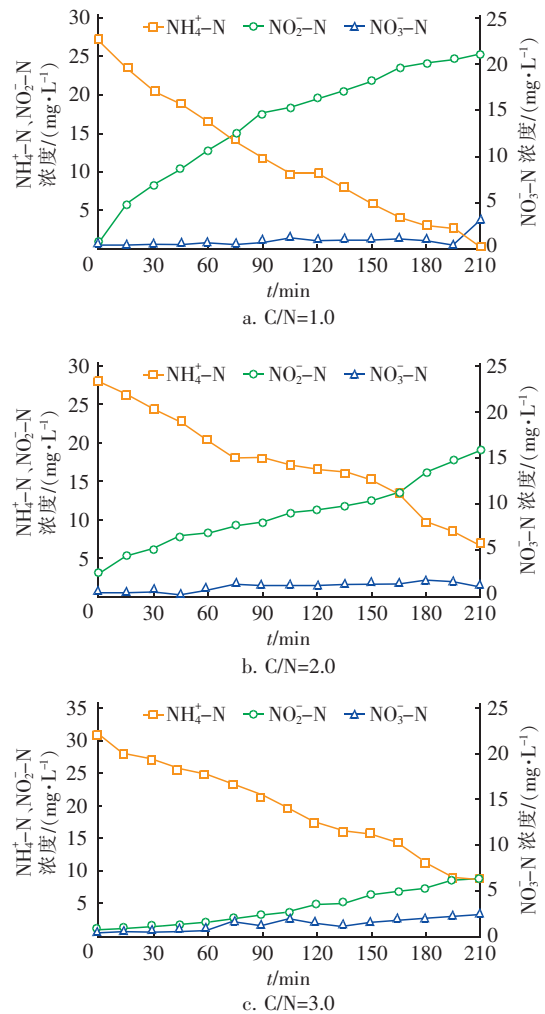 NH₄⁺-N NO₂⁻-N NO₃⁻-N
NH₄⁺-N、NO₂⁻-N
浓度/(mg·L⁻¹)
30
25
20
15
10
5
NO₃⁻-N 浓度/(mg·L⁻¹)
25
20
15
10
5
0
0 30 60 90 120 150 180 210
t/min
a. C/N=1.0
NH₄⁺-N NO₂⁻-N NO₃⁻-N
NH₄⁺-N、NO₂⁻-N
浓度/(mg·L⁻¹)
30
25
20
15
10
5
NO₃⁻-N 浓度/(mg·L⁻¹)
25
20
15
10
5
0
0 30 60 90 120 150 180 210
t/min
b. C/N=2.0
NH₄⁺-N NO₂⁻-N NO₃⁻-N
NH₄⁺-N、NO₂⁻-N
浓度/(mg·L⁻¹)
35
30
25
20
15
10
5
NO₃⁻-N 浓度/(mg·L⁻¹)
25
20
15
10
5
0
0 30 60 90 120 150 180 210
t/min
c. C/N=3.0